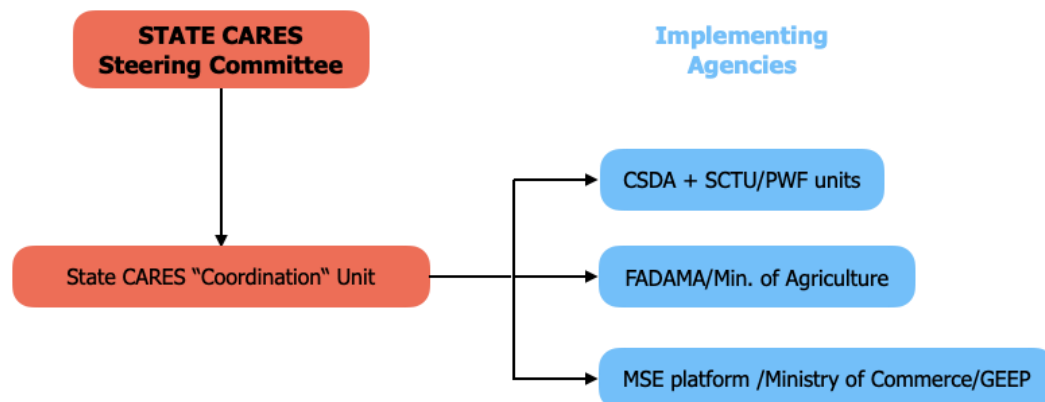 STATE CARES
Steering Committee
Implementing
Agencies
CSDA + SCTU/PWF units
State CARES “Coordination“ Unit
FADAMA/Min. of Agriculture
MSE platform /Ministry of Commerce/GEEP